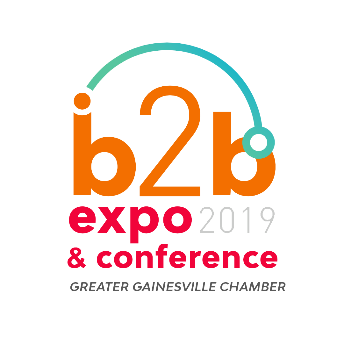 b2b
expo 2019
& conference
GREATER GAINESVILLE CHAMBER